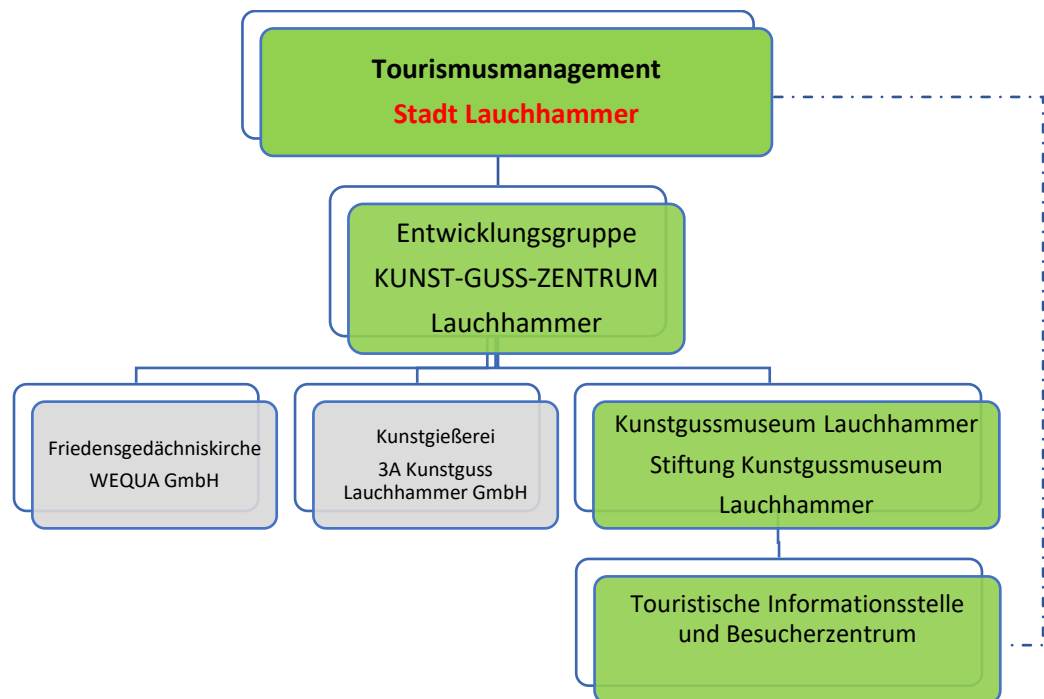 Tourismusmanagement
Stadt Lauchhammer
Entwicklungsgruppe
KUNST-GUSS-ZENTRUM
Lauchhammer
Friedensgedächniskirche
WEQUA GmbH
Kunstgießerei
3A Kunstguss
Lauchhammer GmbH
Kunstgussmuseum Lauchhammer
Stiftung Kunstgussmuseum
Lauchhammer
Touristische Informationsstelle
und Besucherzentrum